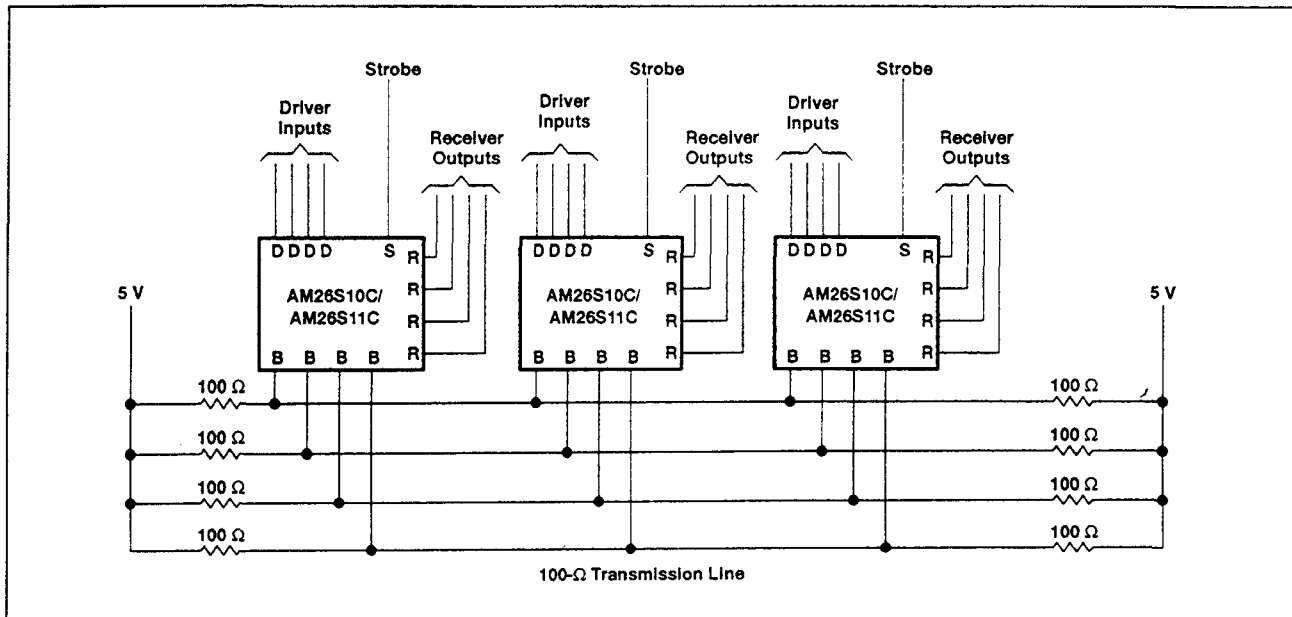 Strobe Strobe Strobe
Driver Inputs
Driver Inputs
Driver Inputs
Receiver Outputs
Receiver Outputs
Receiver Outputs
D D D D S R
D D D D S R
D D D D S R
AM26S10C/
AM26S11C
R
R
R
AM26S10C/
AM26S11C
R
R
R
AM26S10C/
AM26S11C
R
R
R
B B B B
B B B B
B B B B
5 V
5 V
100 Ω 100 Ω
100 Ω 100 Ω
100 Ω 100 Ω
100 Ω 100 Ω
100-Ω Transmission Line